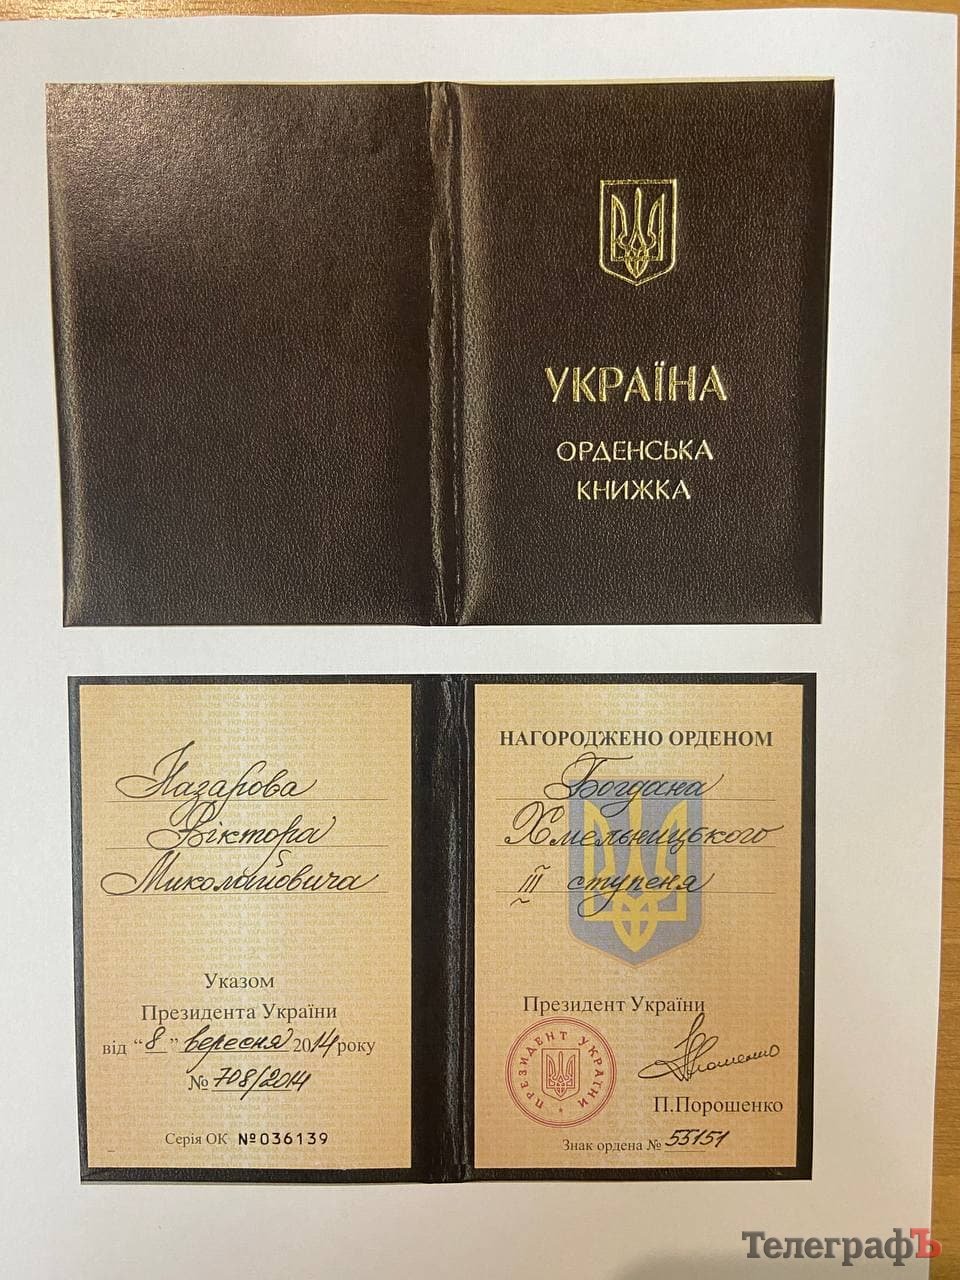 УКРАЇНА
ОРДЕНСЬКА
КНИЖКА
Назарова
Віктора
Миколайовича
Указом
Президента України
від “8” вересня 2014 року
№ 708/2014
Серія ОК №036139
НАГОРОДЖЕНО ОРДЕНОМ
Богдана
Хмельницького
III ступеня
Президент України
ПРЕЗИДЕНТ УКРАЇНИ
П.Порошенко
Знак ордена № 55151
ТелеграфЪ